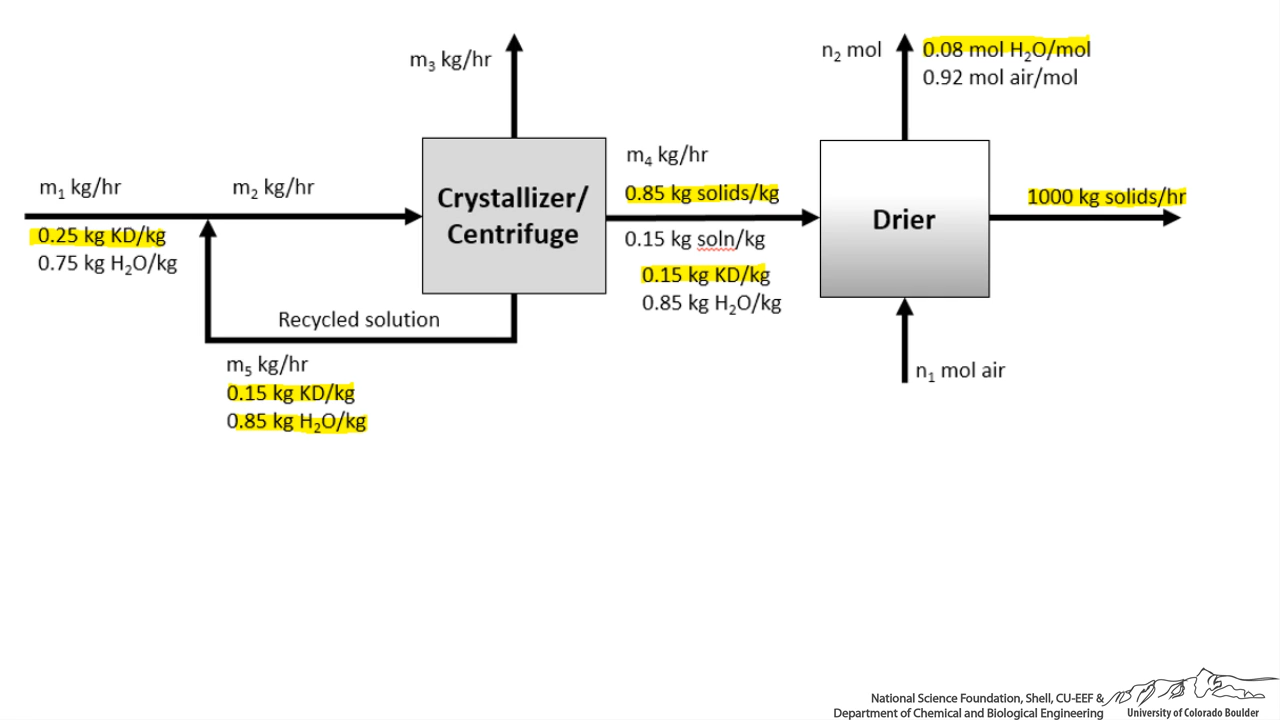 m₃ kg/hr
n₂ mol
0.08 mol H₂O/mol
0.92 mol air/mol
m₁ kg/hr
m₂ kg/hr
0.25 kg KD/kg
0.75 kg H₂O/kg
Crystallizer/
Centrifuge
m₄ kg/hr
0.85 kg solids/kg
0.15 kg soln/kg
0.15 kg KD/kg
0.85 kg H₂O/kg
Drier
1000 kg solids/hr
Recycled solution
m₅ kg/hr
0.15 kg KD/kg
0.85 kg H₂O/kg
n₁ mol air
National Science Foundation, Shell, CU-EEF &
Department of Chemical and Biological Engineering
University of Colorado Boulder